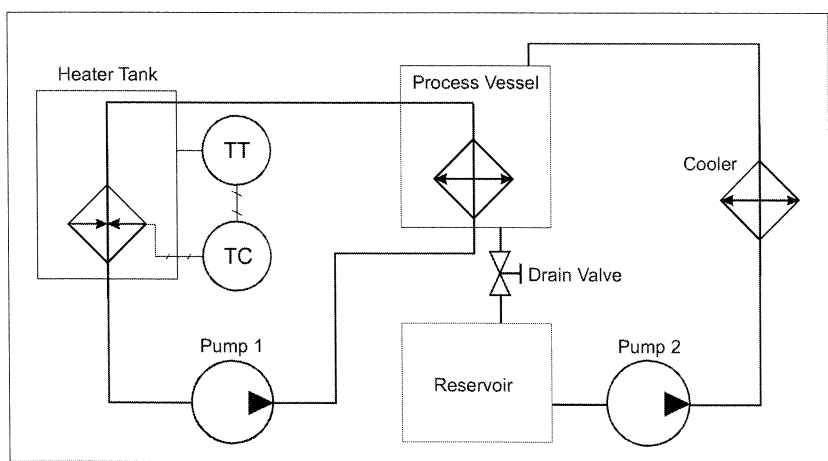 Heater Tank
Process Vessel
TT
Cooler
TC
Drain Valve
Pump 1
Pump 2
Reservoir